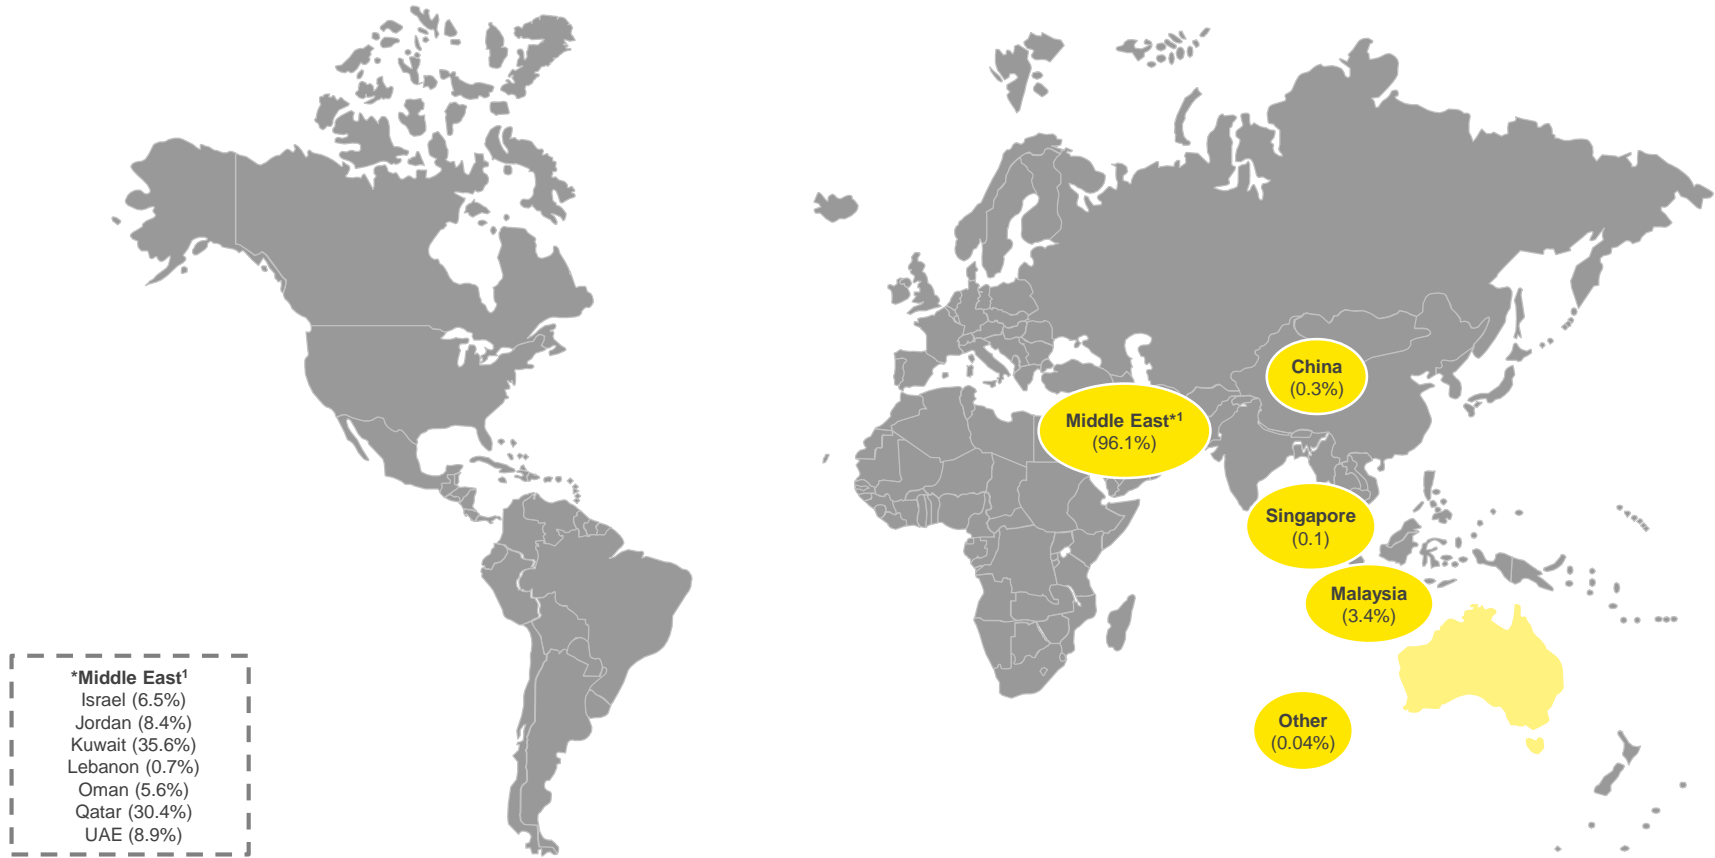 China
(0.3%)
Middle East*1
(96.1%)
Singapore
(0.1)
Malaysia
(3.4%)
Other
(0.04%)
*Middle East1
Israel (6.5%)
Jordan (8.4%)
Kuwait (35.6%)
Lebanon (0.7%)
Oman (5.6%)
Qatar (30.4%)
UAE (8.9%)